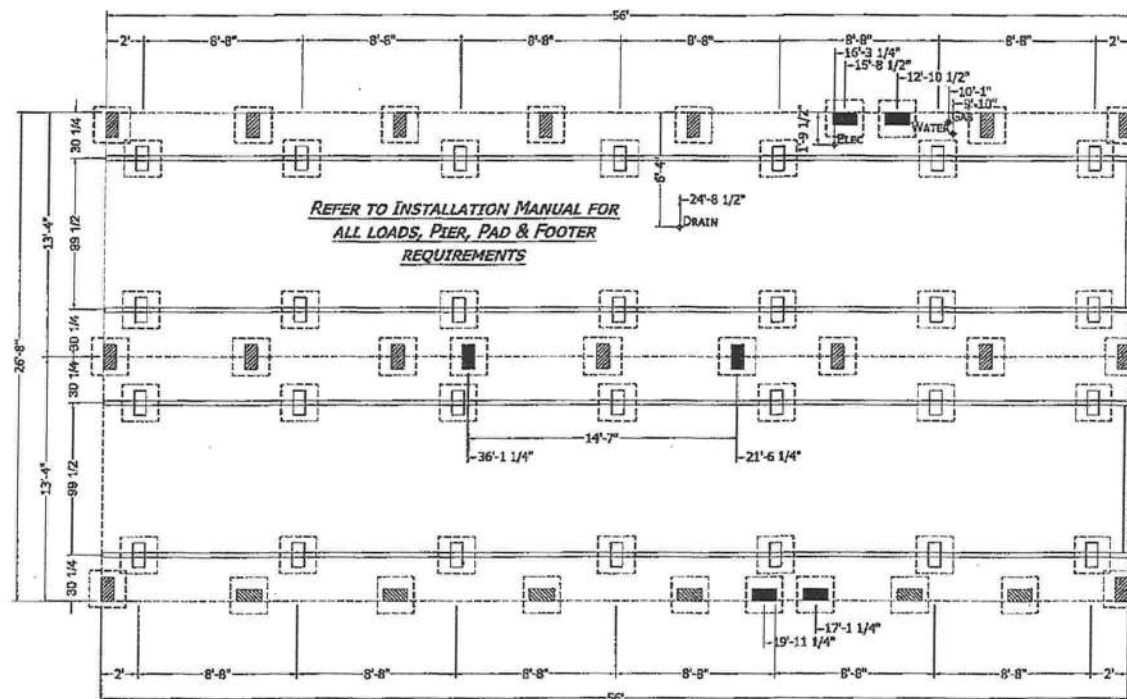 56'
2' 8'-8" 8'-8" 8'-8" 8'-8" 8'-8" 8'-8" 2'
16'-3 1/4"
15'-8 1/2"
12'-10 1/2"
10'-1"
9'-10"
GAS
WATER
ELEC
1'-9 1/2"
30 1/4
6'-4"
24'-8 1/2"
DRAIN
REFER TO INSTALLATION MANUAL FOR
ALL LOADS, PIER, PAD & FOOTER
REQUIREMENTS
13'-4"
89 1/2
30 1/4
26'-8"
30 1/4
14'-7"
36'-1 1/4"
21'-6 1/4"
13'-4"
99 1/2
30 1/4
17'-1 1/4"
19'-11 1/4"
2' 8'-8" 8'-8" 8'-8" 8'-8" 8'-8" 8'-8" 2'
56'